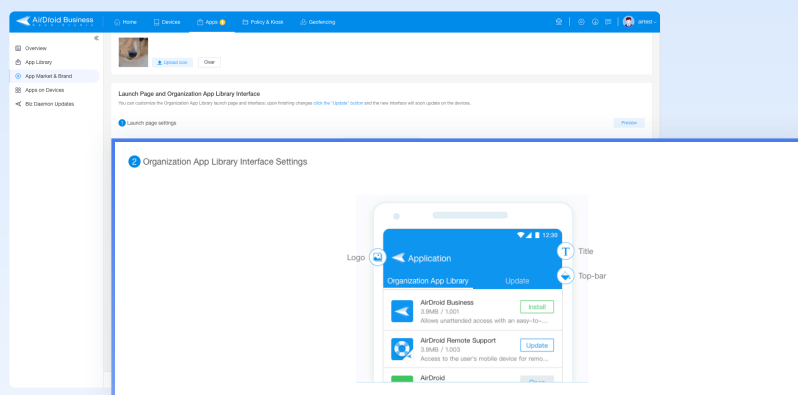 AirDroid Business
Home
Devices
Apps
Policy & Kiosk
Geofencing
airtest
Overview
App Library
App Market & Brand
Apps on Devices
Biz Daemon Updates
Upload icon
Clear
Launch Page and Organization App Library Interface
You can customize the Organization App Library launch page and interface; upon finishing changes click the "Update" button and the new interface will soon update on the devices.
1 Launch page settings
Preview
2 Organization App Library Interface Settings
12:30
Logo
Application
Title
Organization App Library
Update
Top-bar
AirDroid Business
3.9MB / 1.001
Allows unattended access with an easy-to-...
Install
AirDroid Remote Support
3.9MB / 1.003
Access to the user's mobile device for remo...
Update
AirDroid